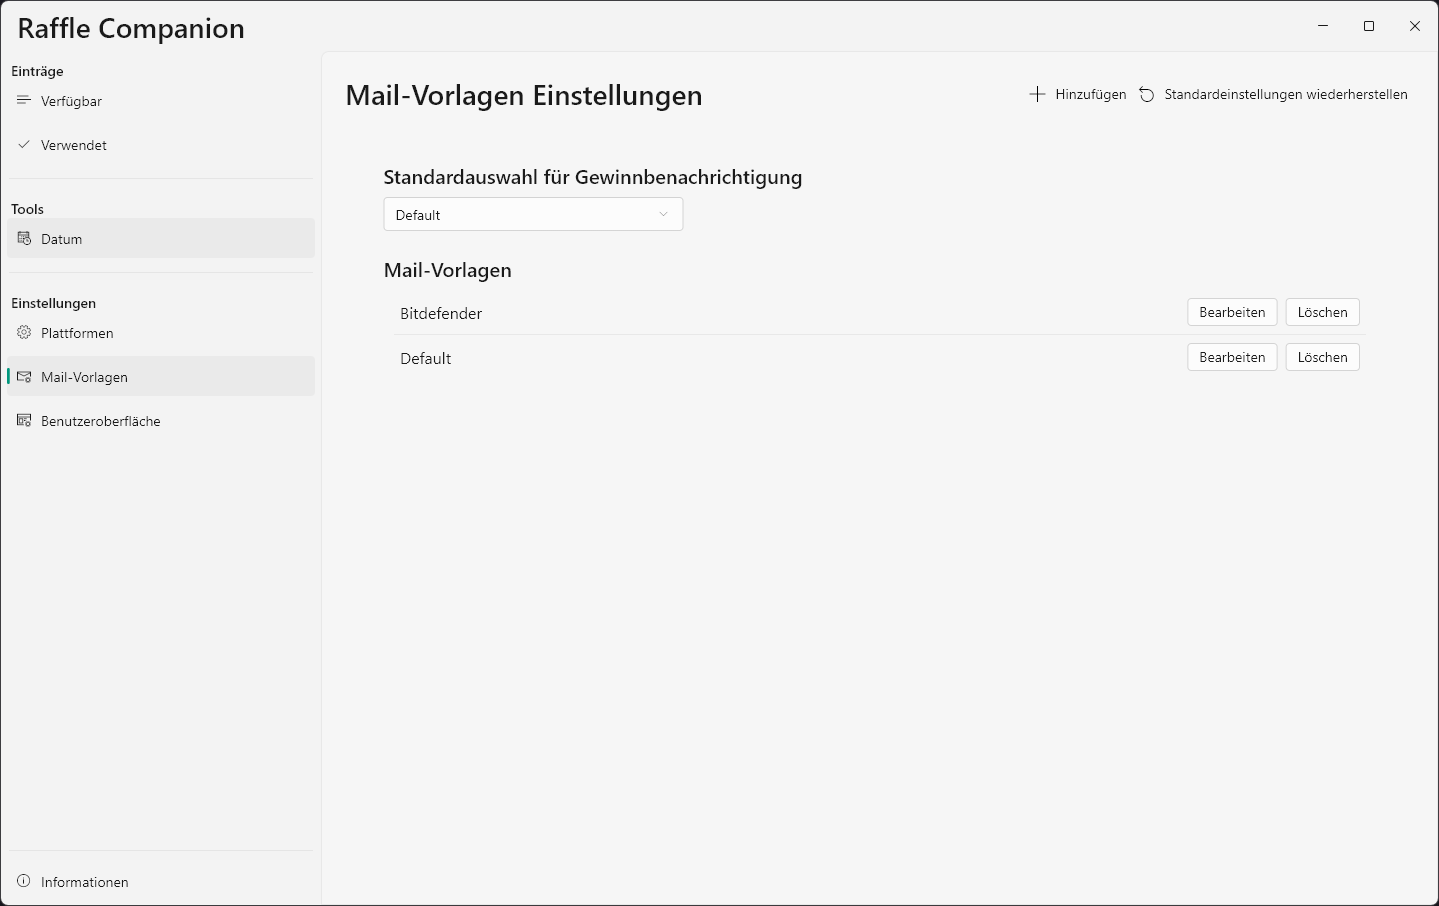 Raffle Companion
Einträge
Verfügbar
Verwendet
Tools
Datum
Einstellungen
Plattformen
Mail-Vorlagen
Benutzeroberfläche
Informationen
Mail-Vorlagen Einstellungen
Hinzufügen
Standardeinstellungen wiederherstellen
Standardauswahl für Gewinnbenachrichtigung
Default
Mail-Vorlagen
Bitdefender Bearbeiten Löschen
Default Bearbeiten Löschen